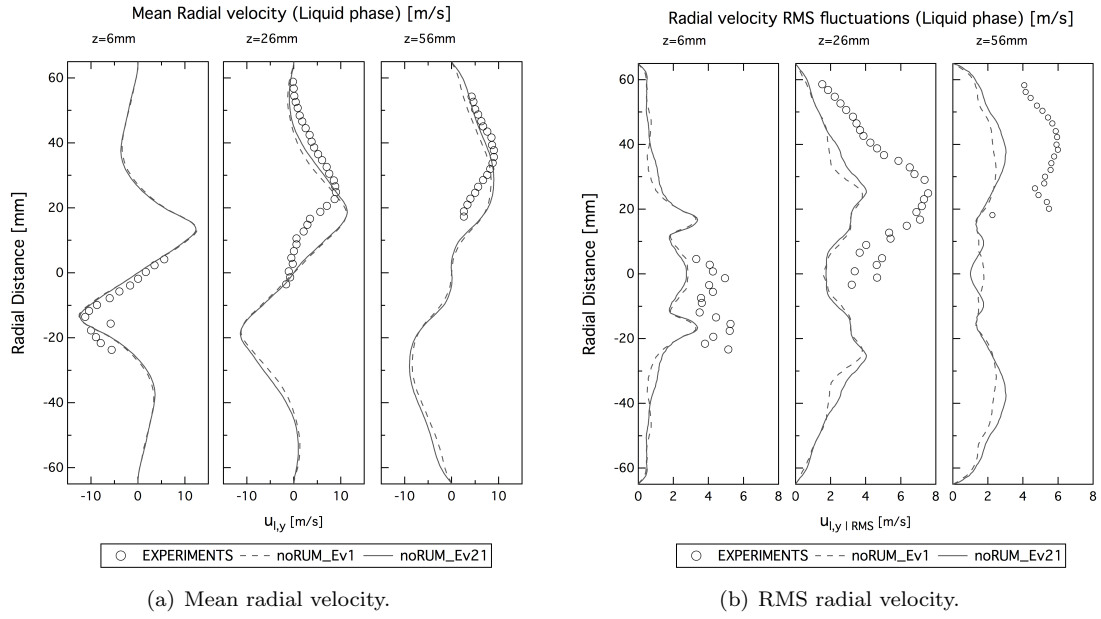 Mean Radial velocity (Liquid phase) [m/s]
z=6mm z=26mm z=56mm
60
40
20
0
-20
-40
-60
Radial Distance [mm]
-10 0 10 -10 0 10 -10 0 10
u_l,y [m/s]
EXPERIMENTS noRUM_Ev1 noRUM_Ev21
(a) Mean radial velocity.
Radial velocity RMS fluctuations (Liquid phase) [m/s]
z=6mm z=26mm z=56mm
60
40
20
0
-20
-40
-60
Radial Distance [mm]
0 2 4 6 8 0 2 4 6 8 0 2 4 6 8
u_l,y | RMS [m/s]
EXPERIMENTS noRUM_Ev1 noRUM_Ev21
(b) RMS radial velocity.